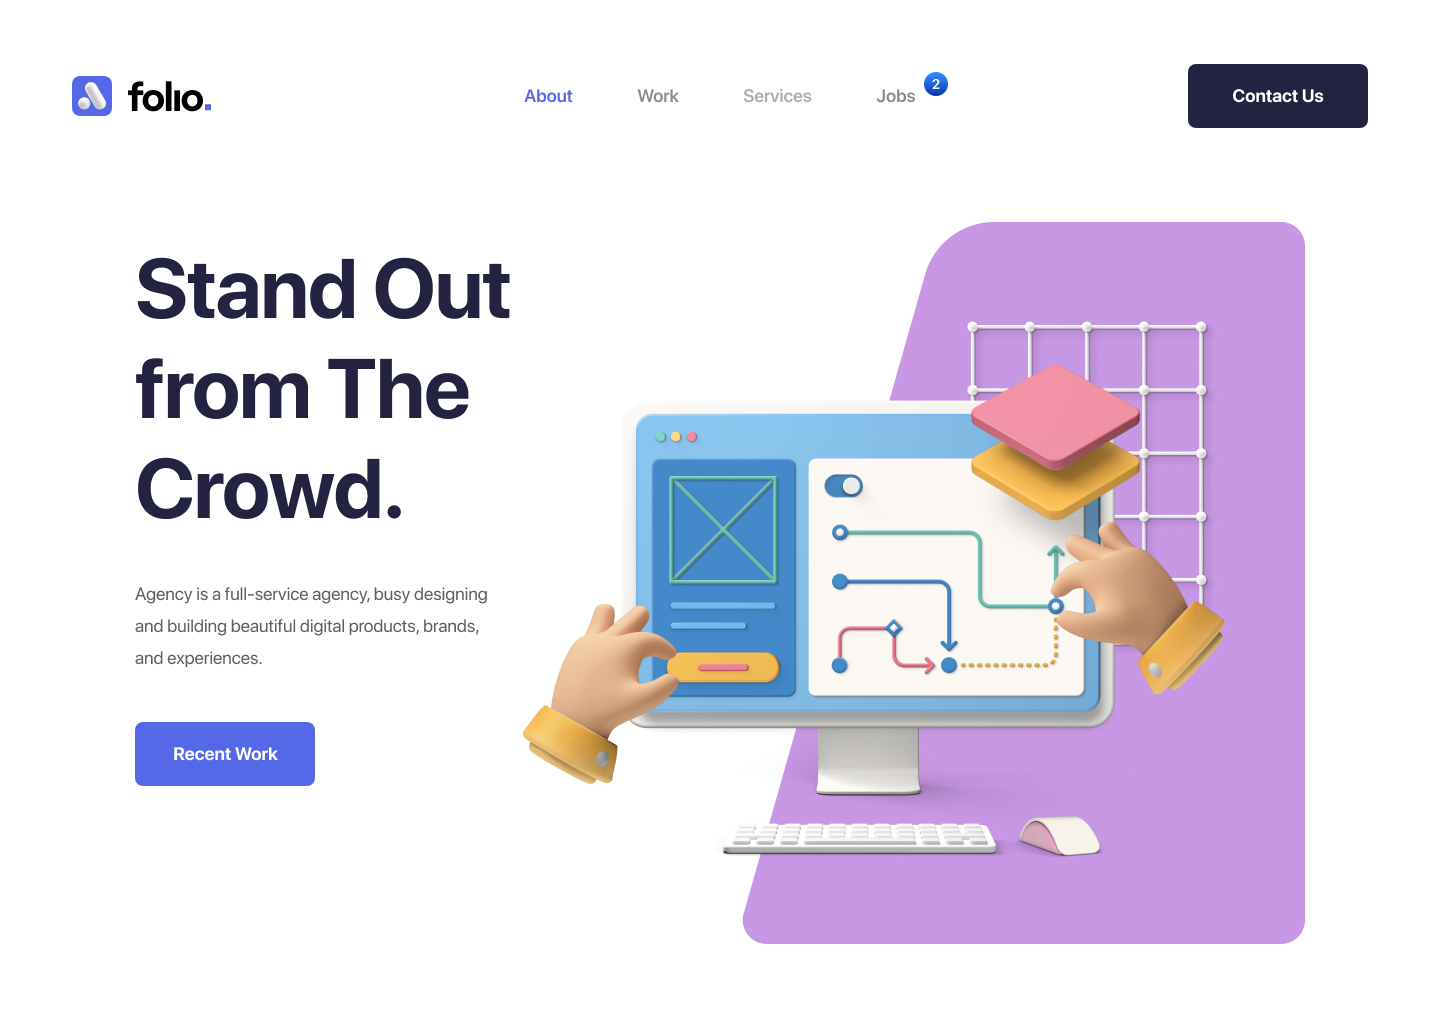 folio.
About
Work
Services
Jobs
2
Contact Us
Stand Out
from The
Crowd.
Agency is a full-service agency, busy designing
and building beautiful digital products, brands,
and experiences.
Recent Work